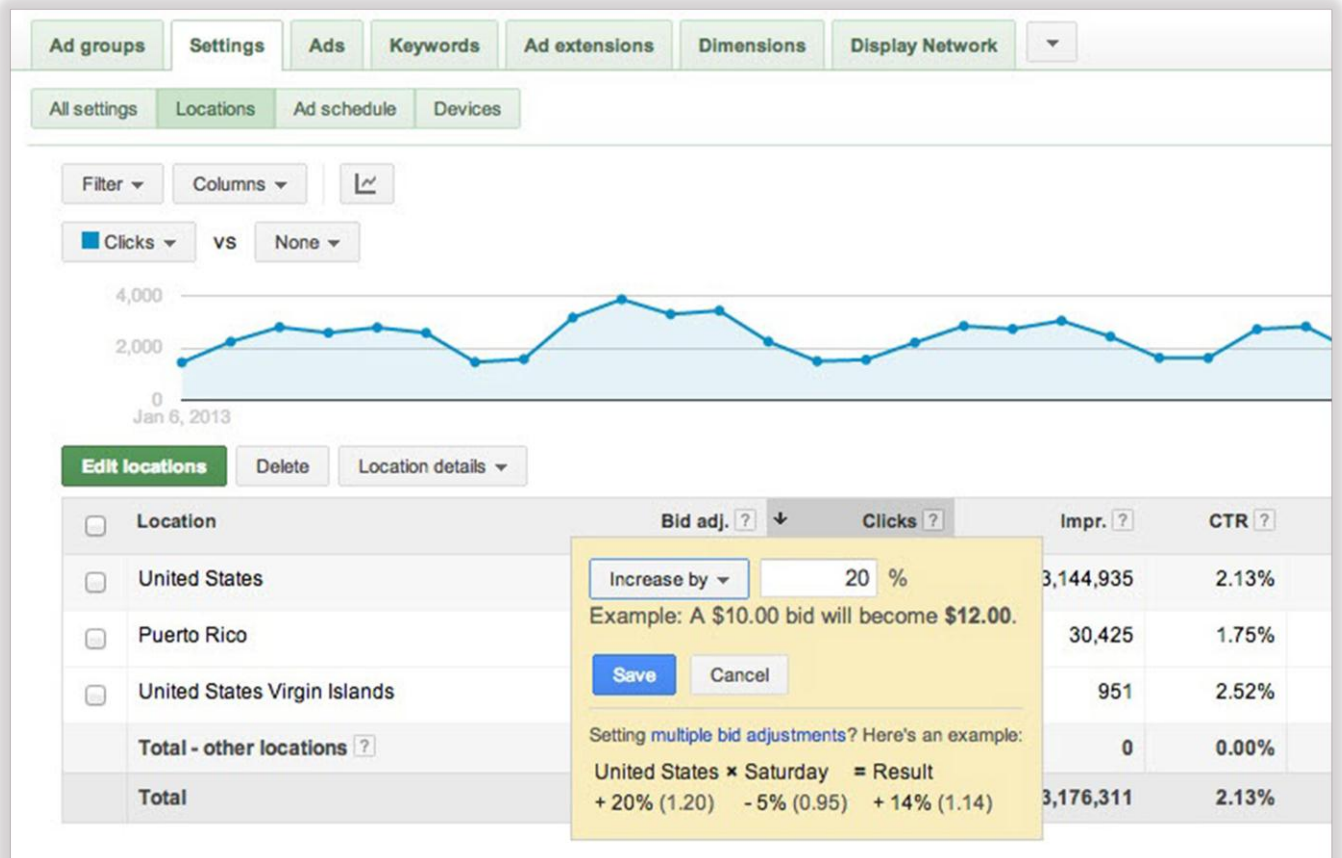 Ad groups Settings Ads Keywords Ad extensions Dimensions Display Network
All settings Locations Ad schedule Devices
Filter Columns
Clicks vs None
4,000
2,000
0
Jan 6, 2013
Edit locations Delete Location details
Location Bid adj. ? Clicks ? Impr. ? CTR ?
United States 3,144,935 2.13%
Increase by 20 %
Example: A $10.00 bid will become $12.00.
Puerto Rico 30,425 1.75%
Save Cancel
United States Virgin Islands 951 2.52%
Setting multiple bid adjustments? Here's an example:
Total - other locations ? 0 0.00%
United States × Saturday = Result
+ 20% (1.20) - 5% (0.95) + 14% (1.14)
Total 3,176,311 2.13%